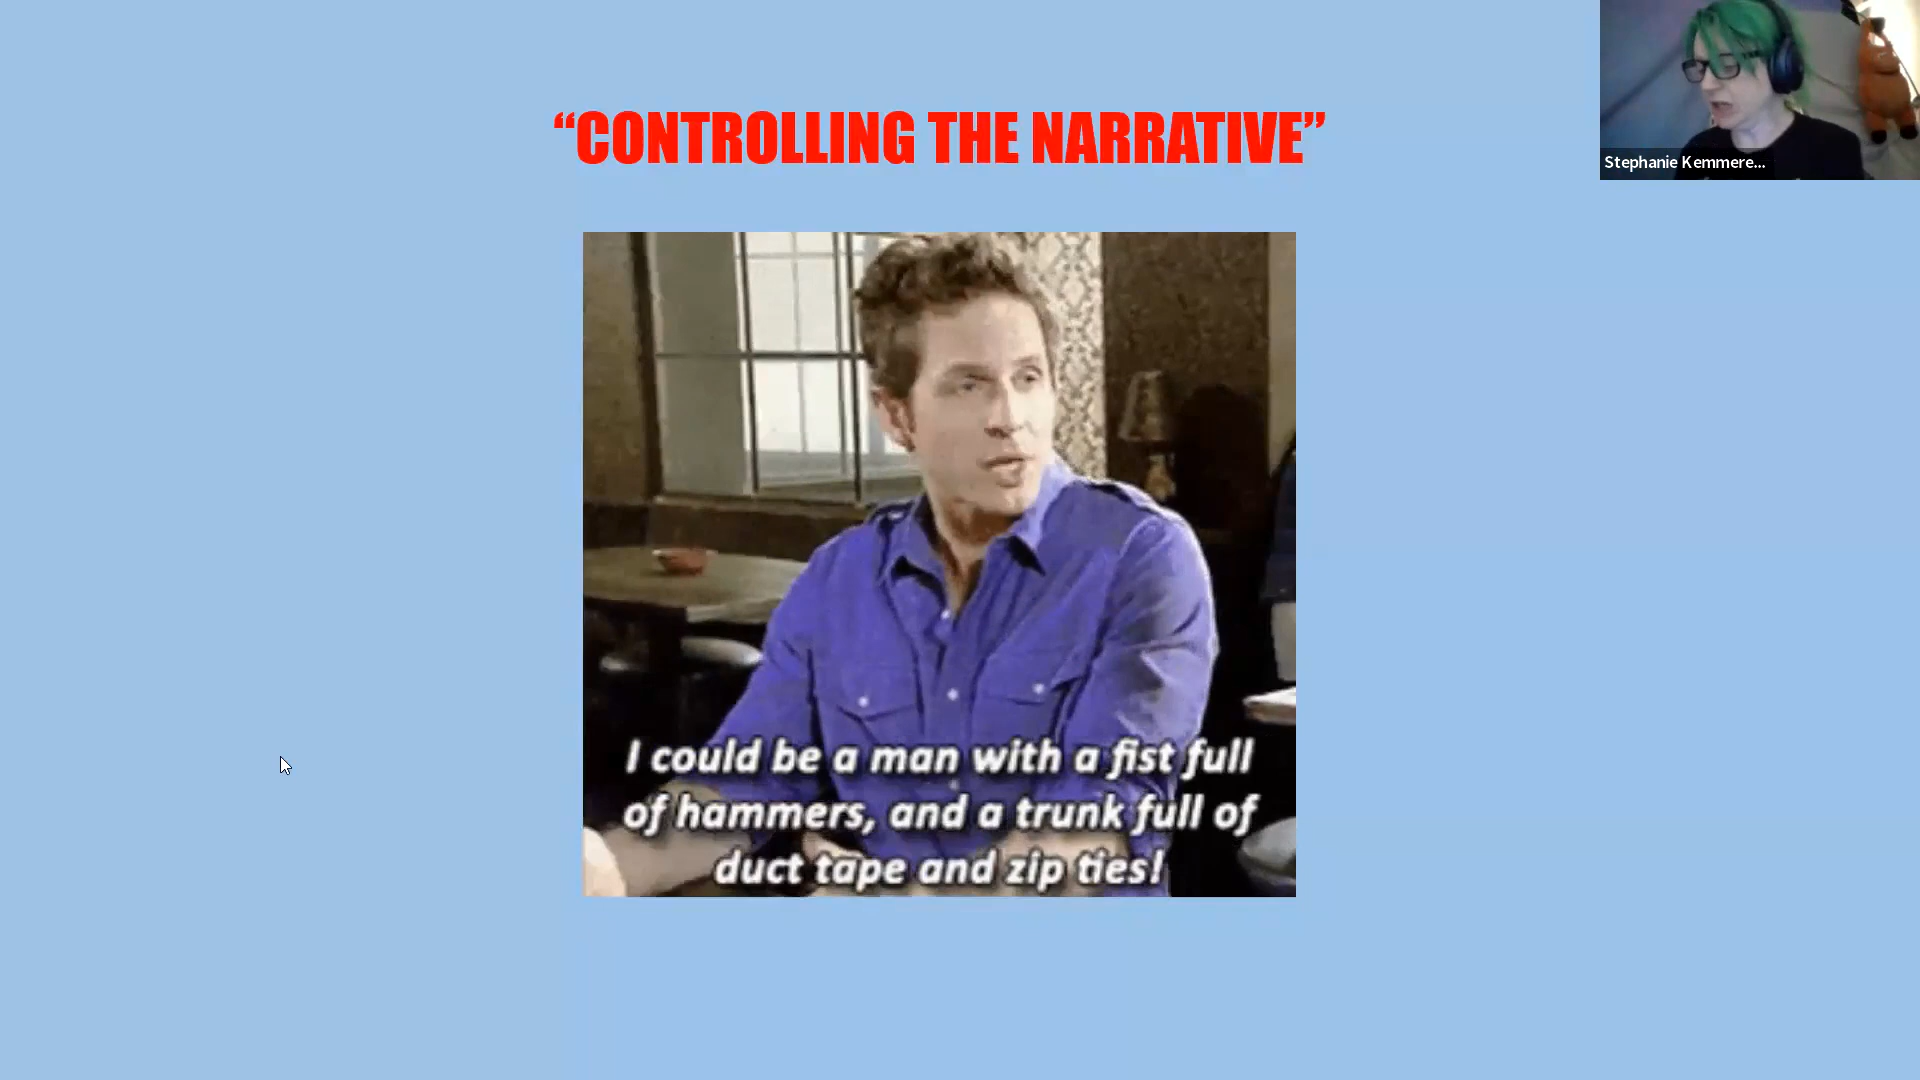 “CONTROLLING THE NARRATIVE”
Stephanie Kemmere...
I could be a man with a fist full
of hammers, and a trunk full of
duct tape and zip ties!